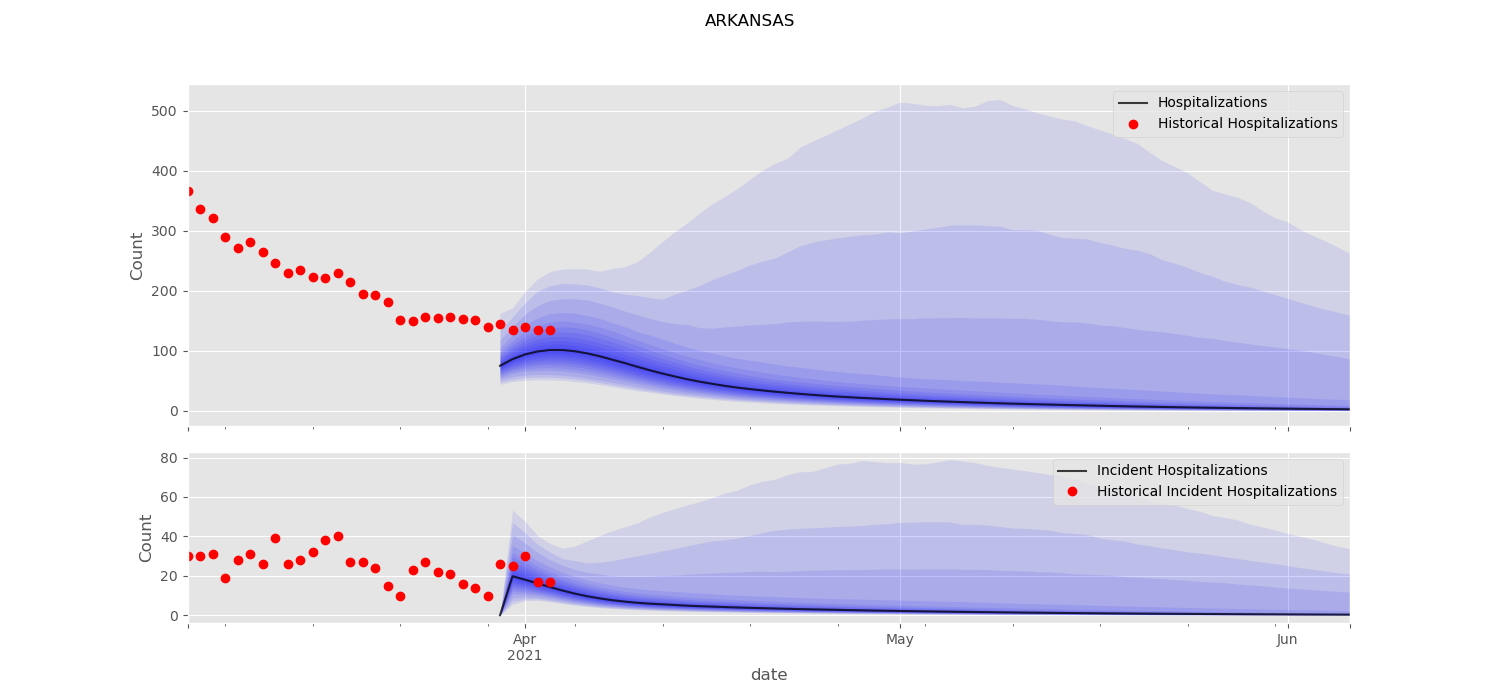 ARKANSAS
500
400
300
200
100
0
Count
Hospitalizations
Historical Hospitalizations
80
60
40
20
0
Count
Incident Hospitalizations
Historical Incident Hospitalizations
Apr
2021
May
Jun
date